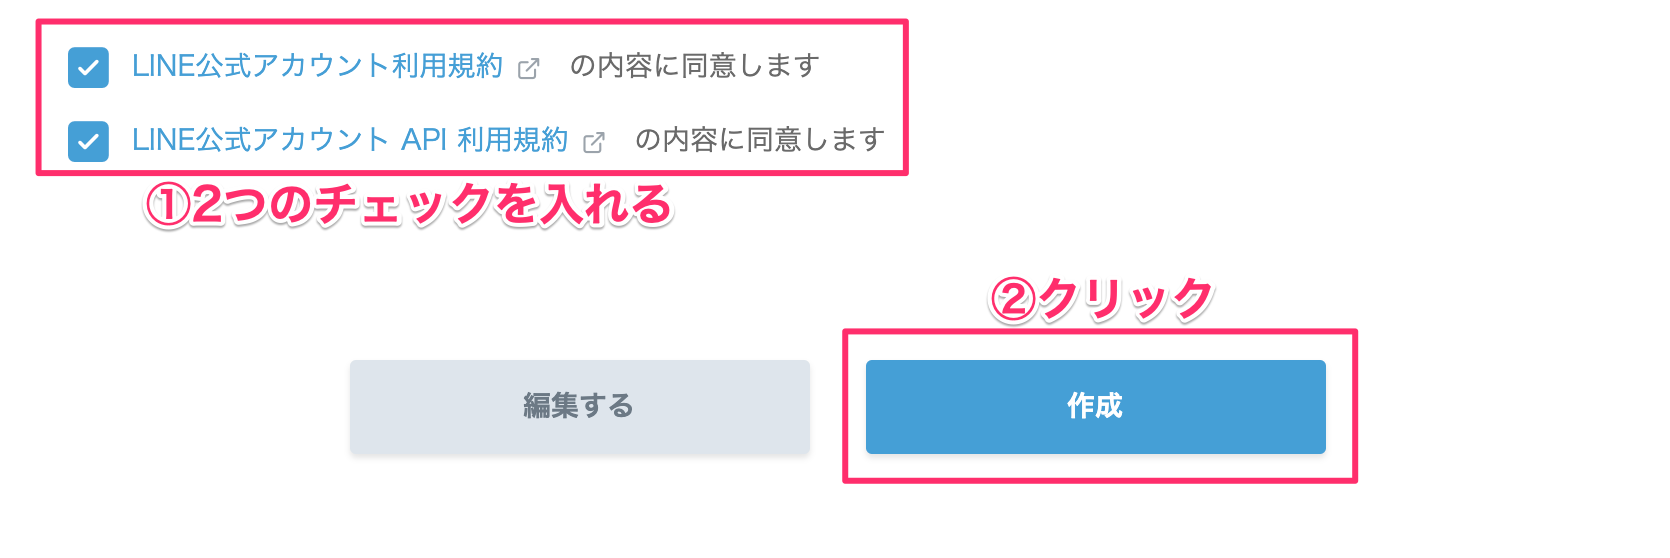 LINE公式アカウント利用規約 の内容に同意します
LINE公式アカウント API 利用規約 の内容に同意します
①2つのチェックを入れる
②クリック
編集する
作成